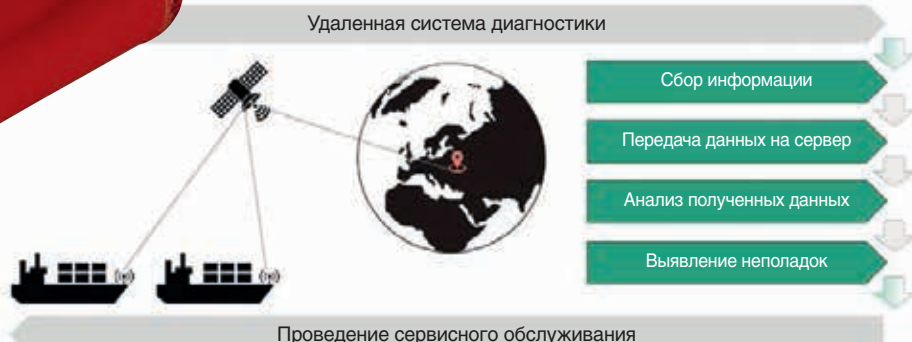 Удаленная система диагностики
Сбор информации
Передача данных на сервер
Анализ полученных данных
Выявление неполадок
Проведение сервисного обслуживания